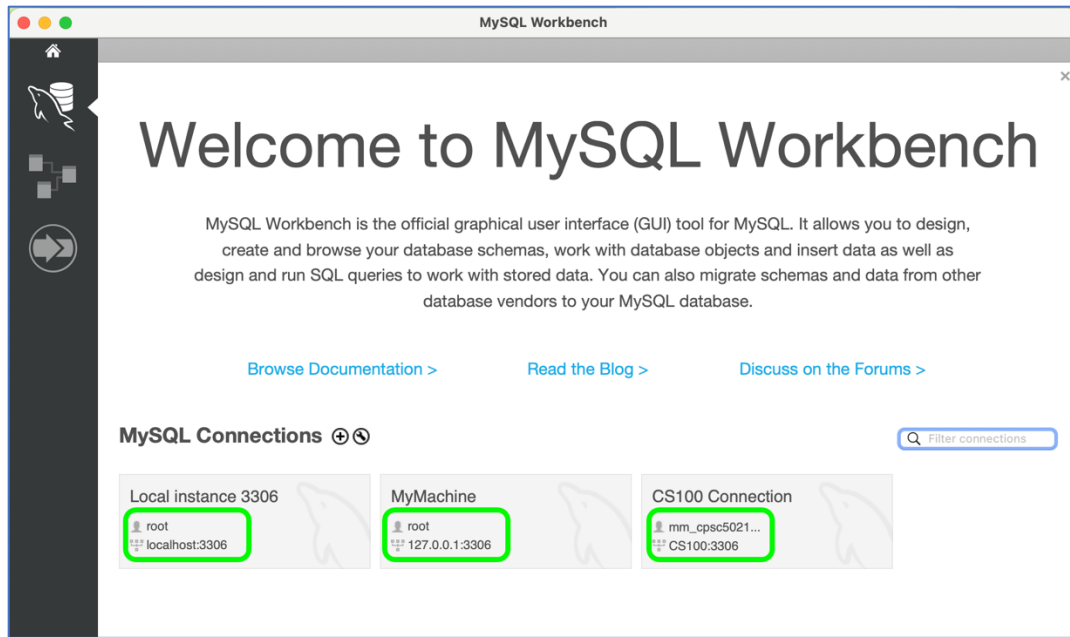 MySQL Workbench
Welcome to MySQL Workbench
MySQL Workbench is the official graphical user interface (GUI) tool for MySQL. It allows you to design,
create and browse your database schemas, work with database objects and insert data as well as
design and run SQL queries to work with stored data. You can also migrate schemas and data from other
database vendors to your MySQL database.
Browse Documentation >
Read the Blog >
Discuss on the Forums >
MySQL Connections
Filter connections
Local instance 3306
root
localhost:3306
MyMachine
root
127.0.0.1:3306
CS100 Connection
mm_cpsc5021...
CS100:3306